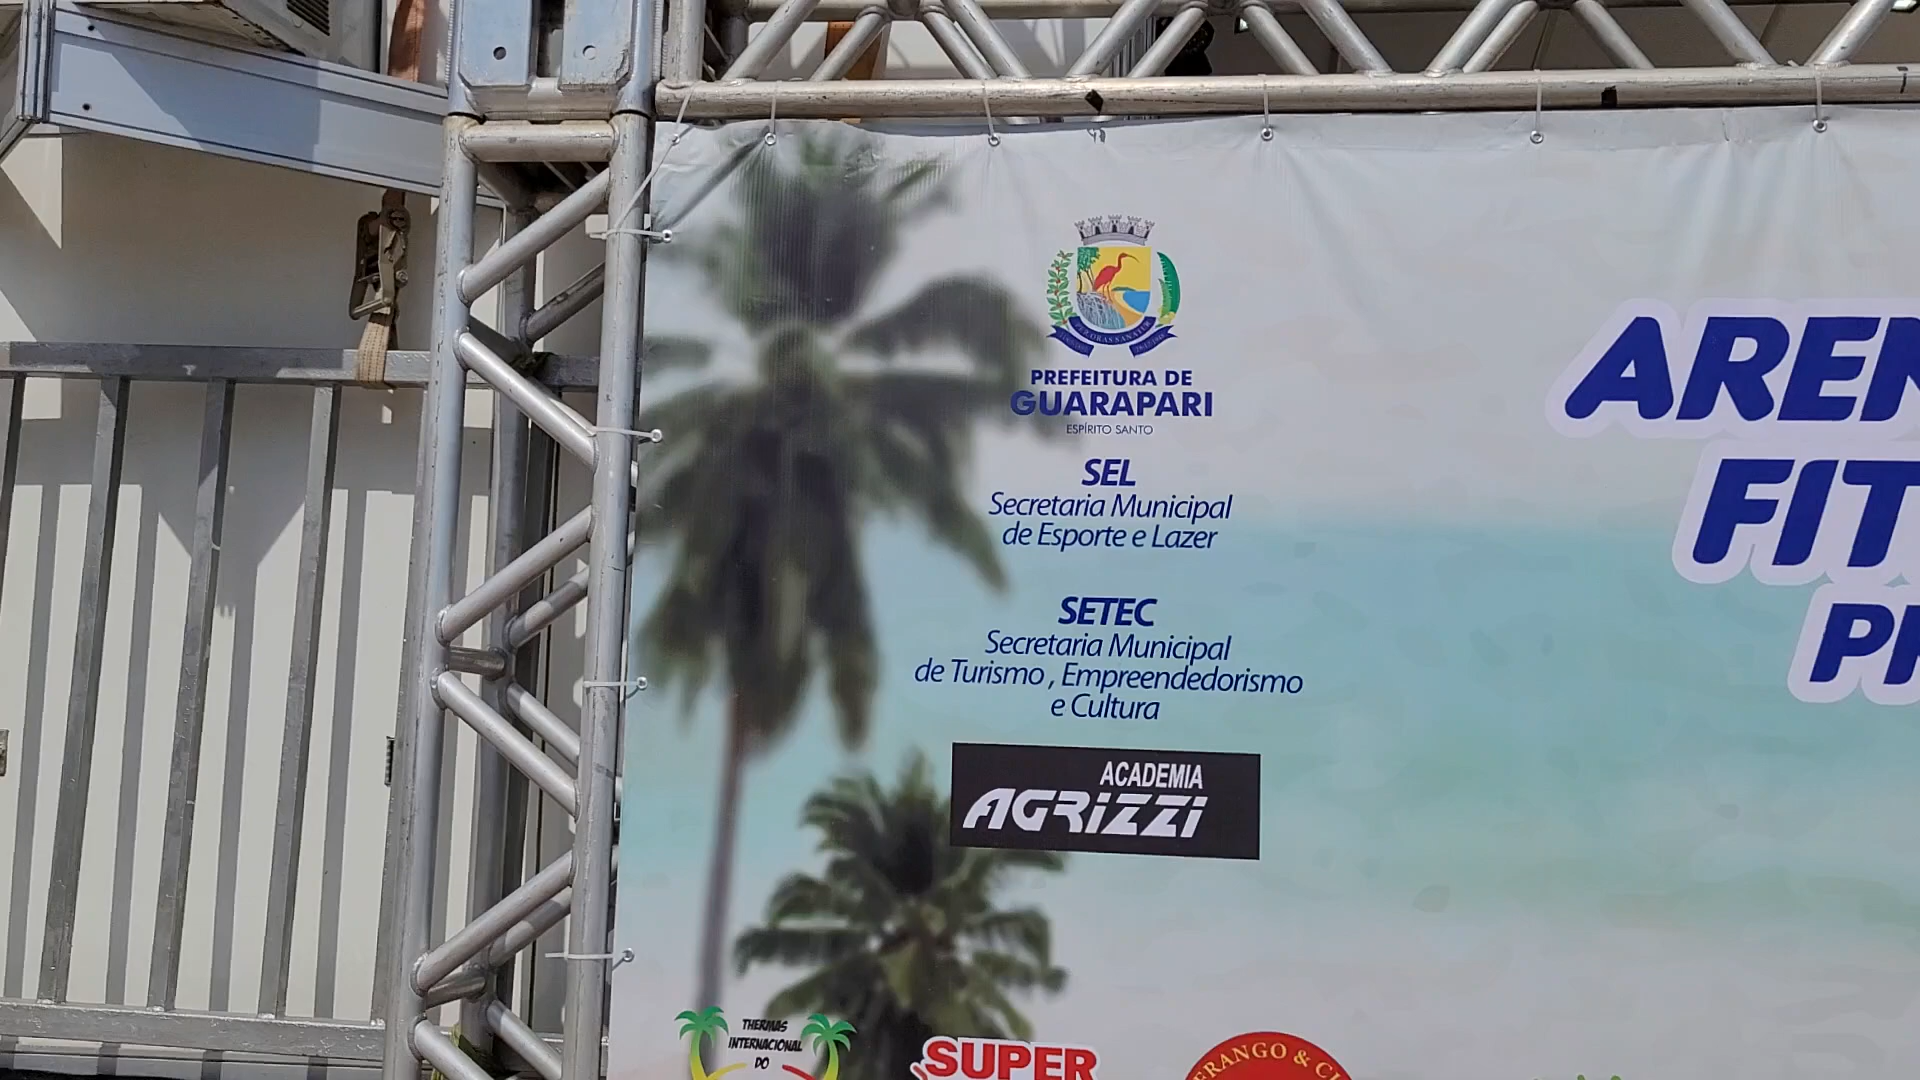 PREFEITURA DE
GUARAPARI
ESPÍRITO SANTO
SEL
Secretaria Municipal
de Esporte e Lazer
SETEC
Secretaria Municipal
de Turismo , Empreendedorismo
e Cultura
ACADEMIA
AGRIZZI
AREN
FIT
THERMAS
INTERNACIONAL
DO
SUPER
ERANGO & C